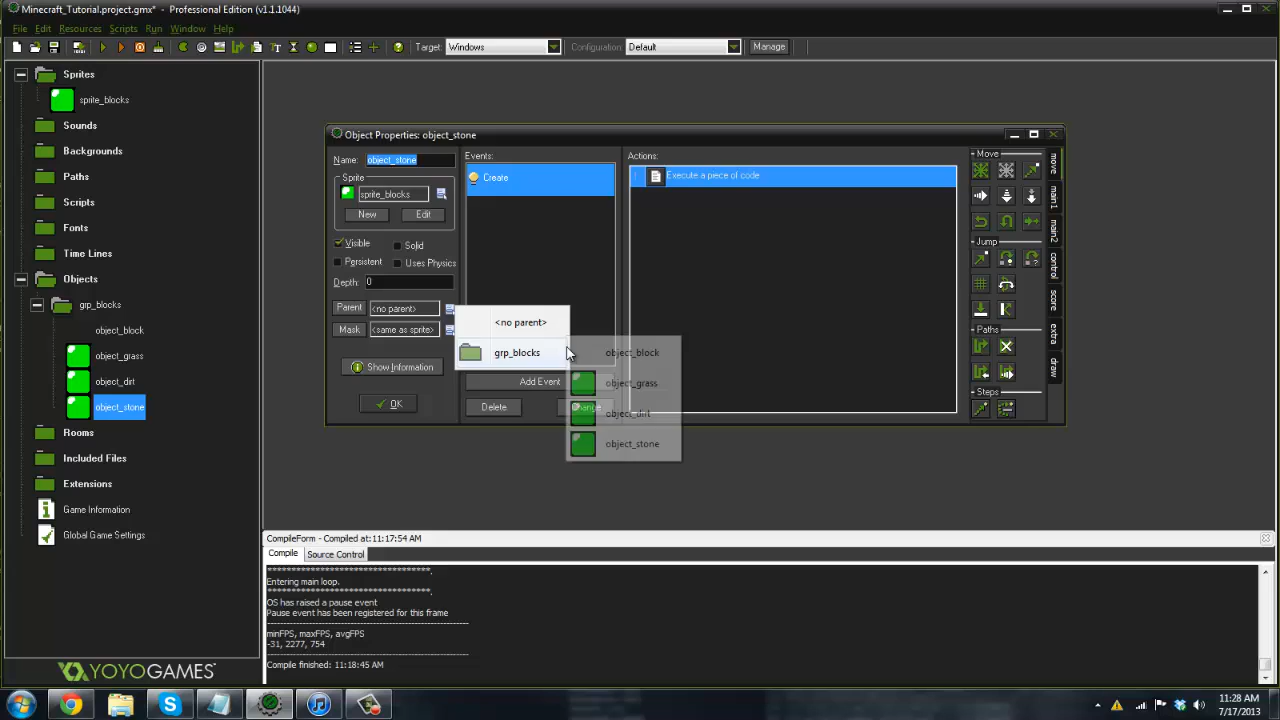 Minecraft_Tutorial.project.gmx* - Professional Edition (v1.1.1044)
File Edit Resources Scripts Run Window Help
Target: Windows Configuration: Default Manage
Sprites
sprite_blocks
Sounds
Backgrounds
Paths
Scripts
Fonts
Time Lines
Objects
grp_blocks
object_block
object_grass
object_dirt
object_stone
Rooms
Included Files
Extensions
Game Information
Global Game Settings
YOYOGAMES
Object Properties: object_stone
Name: object_stone
Sprite
sprite_blocks
New Edit
Visible Solid
Persistent Uses Physics
Depth: 0
Parent <no parent>
Mask <same as sprite>
Show Information
OK
Events:
Create
Add Event
Delete Change
<no parent>
grp_blocks
object_block
object_grass
object_dirt
object_stone
Actions:
Execute a piece of code
Move
Jump
Paths
Steps
move
main1
main2
control
score
extra
draw
CompileForm - Compiled at:11:17:54 AM
Compile Source Control
***********************************.
Entering main loop.
***********************************.
OS has raised a pause event
Pause event has been registered for this frame
--------------------------------------------------
minFPS, maxFPS, avgFPS
-31, 2277, 754
--------------------------------------------------
Compile finished: 11:18:45 AM
11:28 AM
7/17/2013